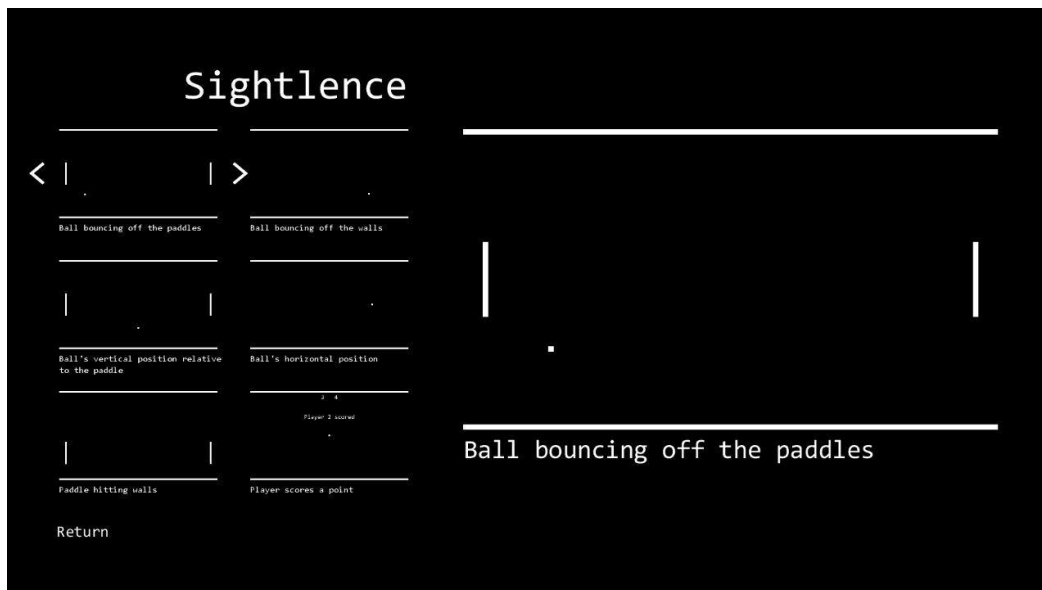 Sightlence
< >
Ball bouncing off the paddles
Ball bouncing off the walls
Ball's vertical position relative
to the paddle
Ball's horizontal position
3 4
Player 2 scored
Paddle hitting walls
Player scores a point
Return
Ball bouncing off the paddles